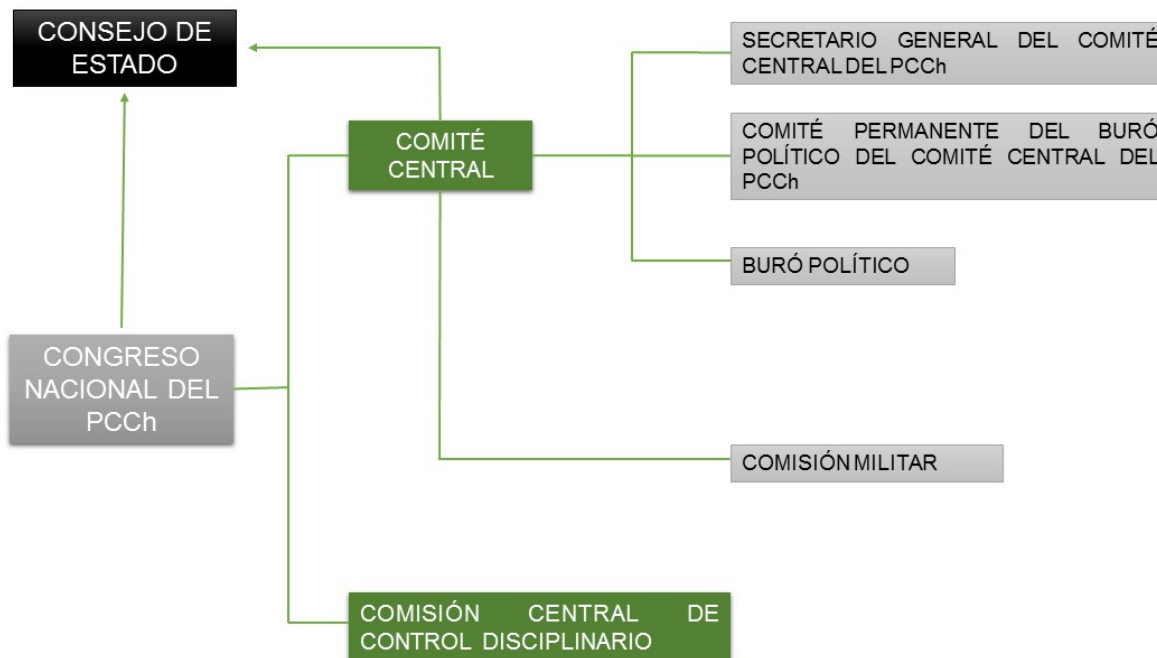 CONSEJO DE
ESTADO
SECRETARIO GENERAL DEL COMITÉ
CENTRAL DEL PCCh
COMITÉ
CENTRAL
COMITÉ PERMANENTE DEL BURÓ
POLÍTICO DEL COMITÉ CENTRAL DEL
PCCh
BURÓ POLÍTICO
CONGRESO
NACIONAL DEL
PCCh
COMISIÓN MILITAR
COMISIÓN CENTRAL DE
CONTROL DISCIPLINARIO